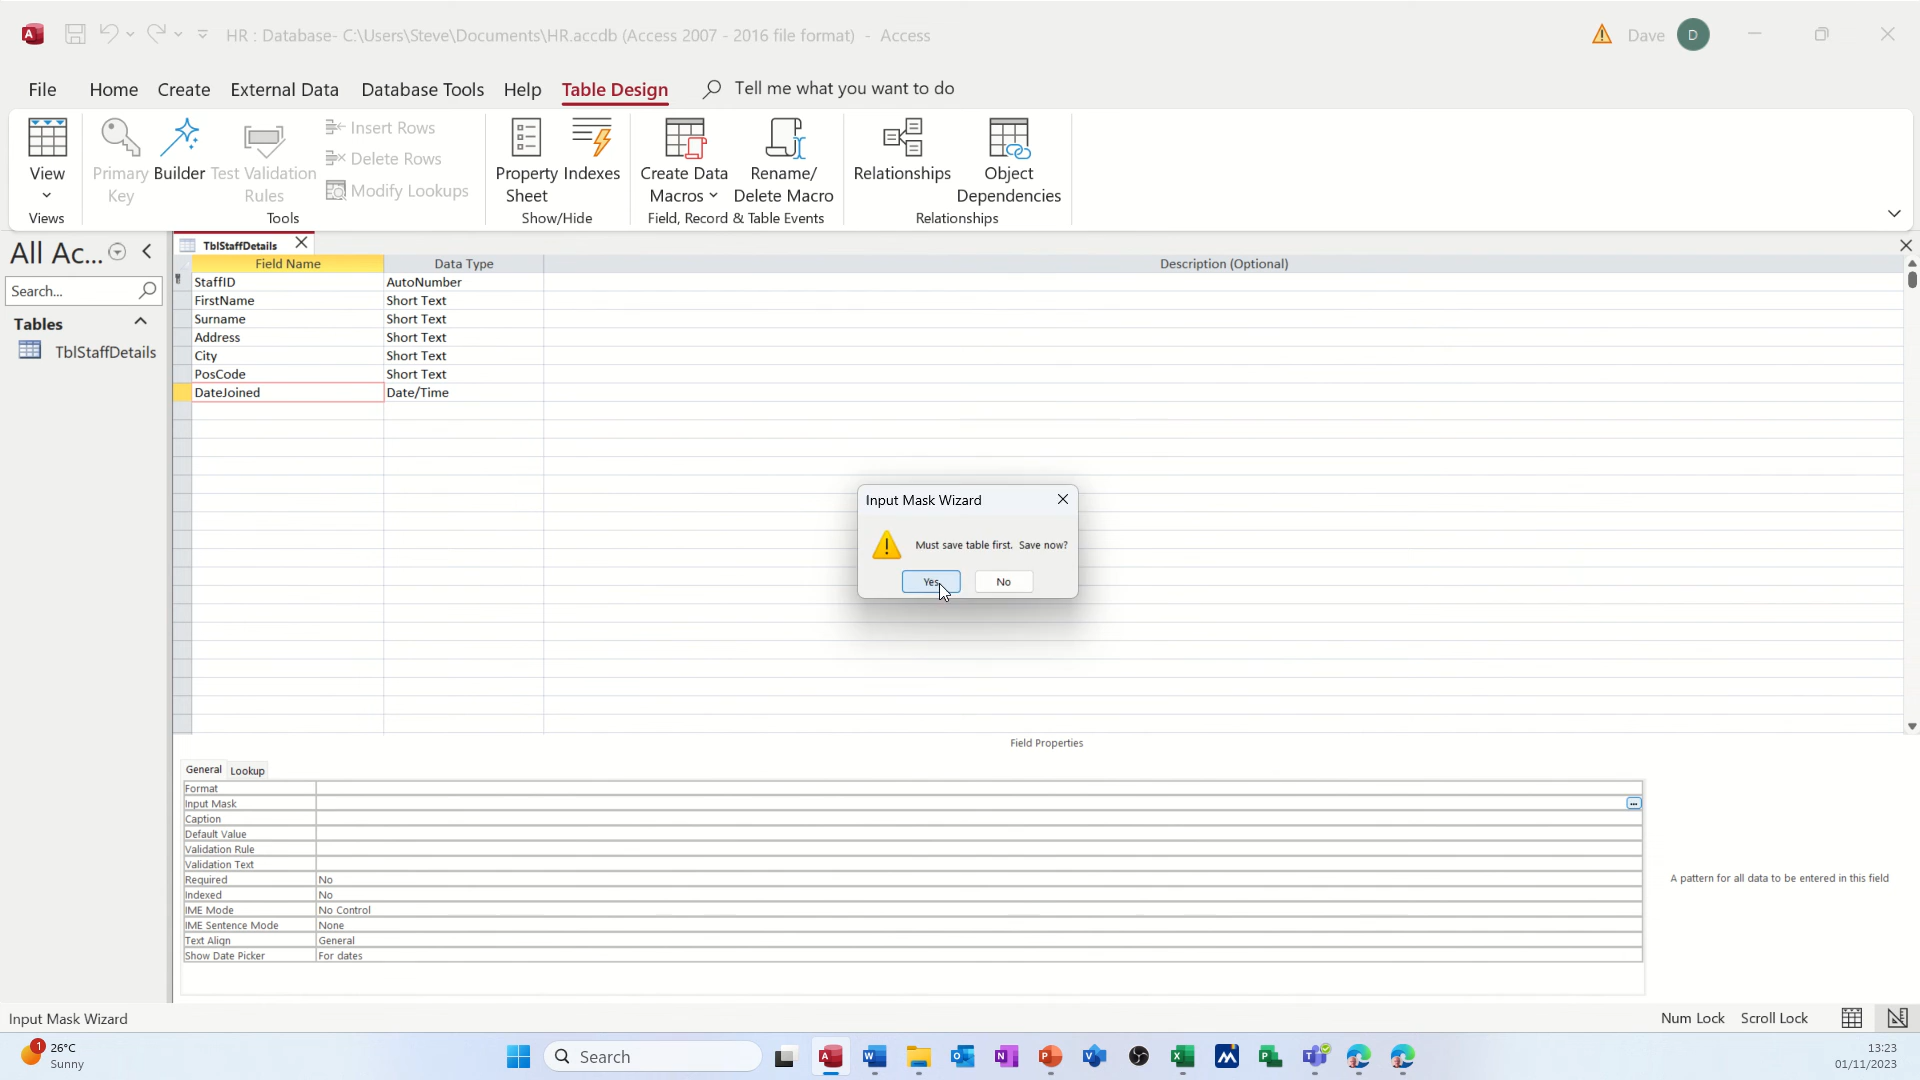 HR : Database- C:\Users\Steve\Documents\HR.accdb (Access 2007 - 2016 file format) - Access
Dave D
File Home Create External Data Database Tools Help Table Design Tell me what you want to do
View
Primary Key
Builder
Test Validation Rules
Insert Rows
Delete Rows
Modify Lookups
Property Sheet
Indexes
Create Data Macros
Rename/ Delete Macro
Relationships
Object Dependencies
Views
Tools
Show/Hide
Field, Record & Table Events
Relationships
All Ac...
Search...
Tables
TblStaffDetails
TblStaffDetails
Field Name Data Type Description (Optional)
StaffID AutoNumber
FirstName Short Text
Surname Short Text
Address Short Text
City Short Text
PosCode Short Text
DateJoined Date/Time
Input Mask Wizard
Must save table first. Save now?
Yes No
Field Properties
General Lookup
Format
Input Mask
Caption
Default Value
Validation Rule
Validation Text
Required No
Indexed No
IME Mode No Control
IME Sentence Mode None
Text Align General
Show Date Picker For dates
A pattern for all data to be entered in this field
Input Mask Wizard
Num Lock Scroll Lock
1
26°C
Sunny
Search
13:23
01/11/2023